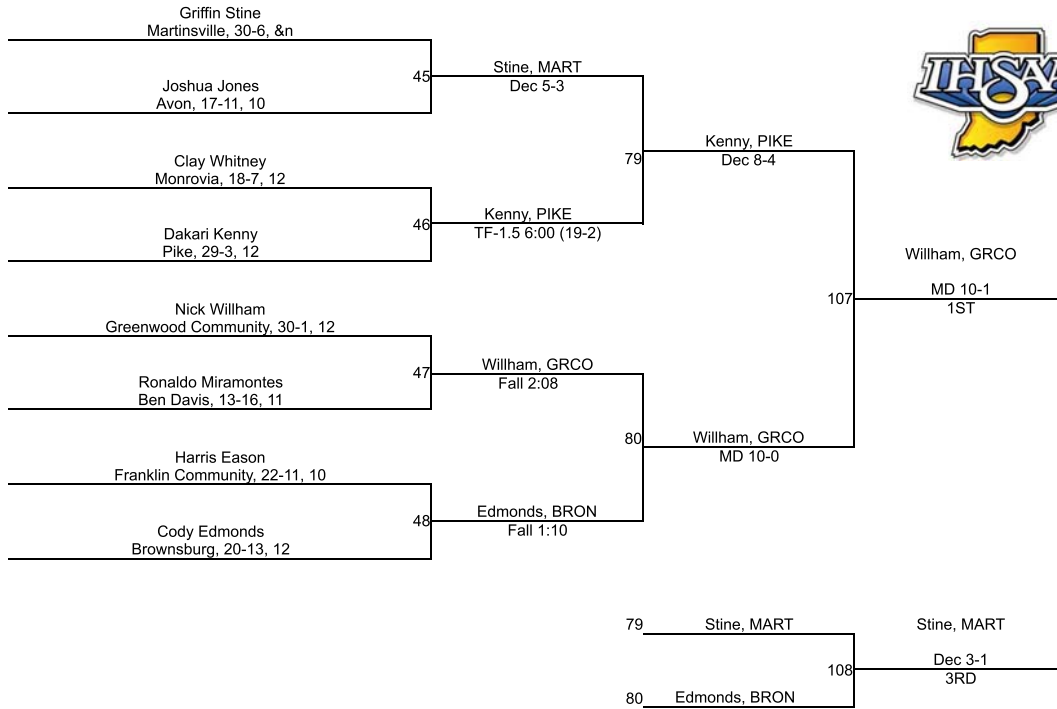 Griffin Stine
Martinsville, 30-6, &n
45
Joshua Jones
Avon, 17-11, 10
Stine, MART
Dec 5-3
Clay Whitney
Monrovia, 18-7, 12
46
Dakari Kenny
Pike, 29-3, 12
Kenny, PIKE
TF-1.5 6:00 (19-2)
79
Kenny, PIKE
Dec 8-4
Nick Willham
Greenwood Community, 30-1, 12
47
Ronaldo Miramontes
Ben Davis, 13-16, 11
Willham, GRCO
Fall 2:08
Harris Eason
Franklin Community, 22-11, 10
48
Cody Edmonds
Brownsburg, 20-13, 12
Edmonds, BRON
Fall 1:10
80
Willham, GRCO
MD 10-0
107
Willham, GRCO
MD 10-1
1ST
IHSAA
79
Stine, MART
108
80
Edmonds, BRON
Stine, MART
Dec 3-1
3RD